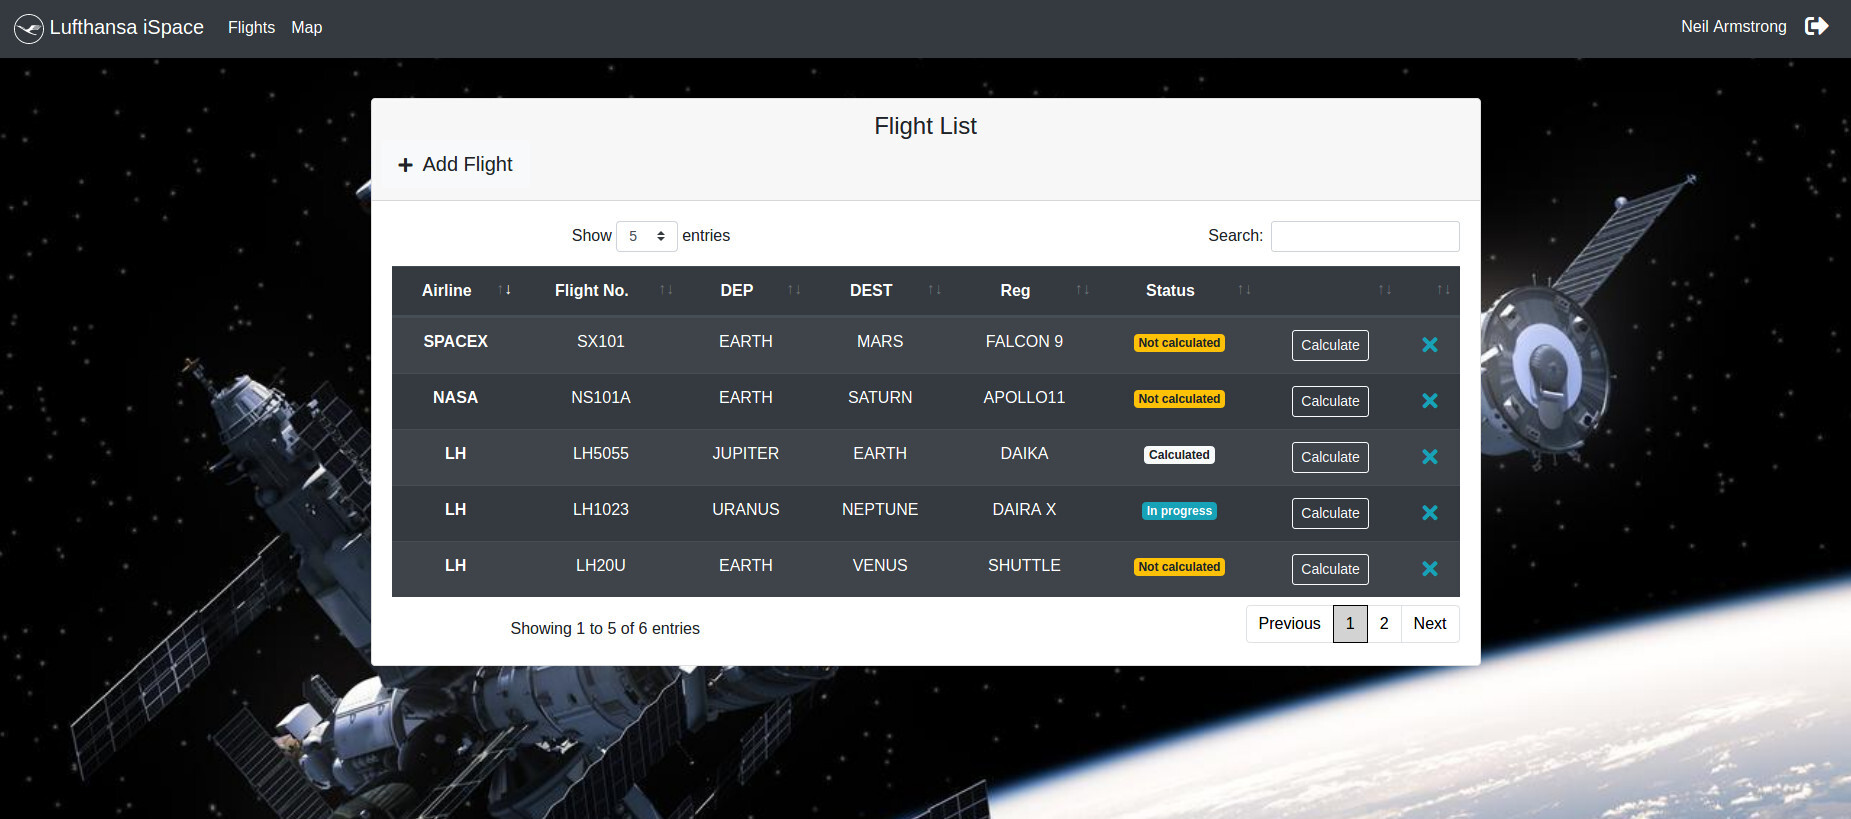 Lufthansa iSpace Flights Map Neil Armstrong
Flight List
Add Flight
Show 5 entries Search:
Airline Flight No. DEP DEST Reg Status
SPACEX SX101 EARTH MARS FALCON 9 Not calculated Calculate
NASA NS101A EARTH SATURN APOLLO11 Not calculated Calculate
LH LH5055 JUPITER EARTH DAIKA Calculated Calculate
LH LH1023 URANUS NEPTUNE DAIRA X In progress Calculate
LH LH20U EARTH VENUS SHUTTLE Not calculated Calculate
Showing 1 to 5 of 6 entries Previous 1 2 Next